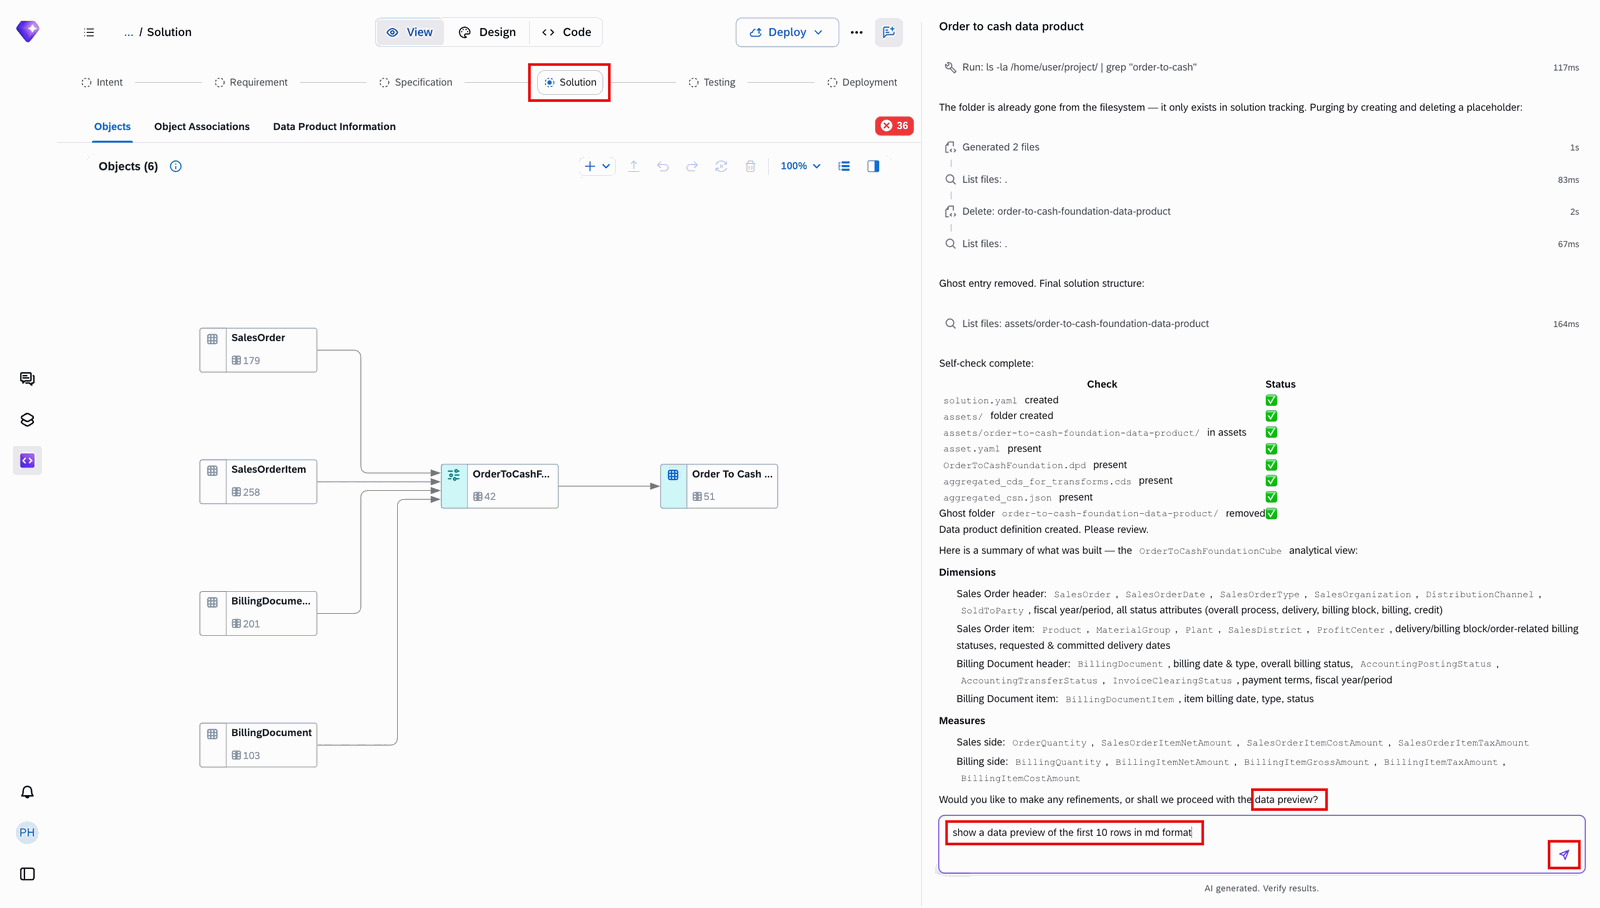 ... / Solution
View
Design
Code
Deploy
Intent
Requirement
Specification
Solution
Testing
Deployment
Objects
Object Associations
Data Product Information
36
Objects (6)
100%
SalesOrder
179
SalesOrderItem
258
BillingDocume...
201
BillingDocument
103
OrderToCashF...
42
Order To Cash ...
51
PH
Order to cash data product
Run: ls -la /home/user/project/ | grep "order-to-cash"
117ms
The folder is already gone from the filesystem — it only exists in solution tracking. Purging by creating and deleting a placeholder:
Generated 2 files
1s
List files: .
83ms
Delete: order-to-cash-foundation-data-product
2s
List files: .
67ms
Ghost entry removed. Final solution structure:
List files: assets/order-to-cash-foundation-data-product
164ms
Self-check complete:
Check Status
solution.yaml created ✅
assets/ folder created ✅
assets/order-to-cash-foundation-data-product/ in assets ✅
asset.yaml present ✅
OrderToCashFoundation.dpd present ✅
aggregated_cds_for_transforms.cds present ✅
aggregated_csn.json present ✅
Ghost folder order-to-cash-foundation-data-product/ removed ✅
Data product definition created. Please review.
Here is a summary of what was built — the OrderToCashFoundationCube analytical view:
Dimensions
Sales Order header: SalesOrder , SalesOrderDate , SalesOrderType , SalesOrganization , DistributionChannel ,
SoldToParty , fiscal year/period, all status attributes (overall process, delivery, billing block, billing, credit)
Sales Order item: Product , MaterialGroup , Plant , SalesDistrict , ProfitCenter , delivery/billing block/order-related billing
statuses, requested & committed delivery dates
Billing Document header: BillingDocument , billing date & type, overall billing status, AccountingPostingStatus ,
AccountingTransferStatus , InvoiceClearingStatus , payment terms, fiscal year/period
Billing Document item: BillingDocumentItem , item billing date, type, status
Measures
Sales side: OrderQuantity , SalesOrderItemNetAmount , SalesOrderItemCostAmount , SalesOrderItemTaxAmount
Billing side: BillingQuantity , BillingItemNetAmount , BillingItemGrossAmount , BillingItemTaxAmount ,
BillingItemCostAmount
Would you like to make any refinements, or shall we proceed with the data preview?
show a data preview of the first 10 rows in md format
AI generated. Verify results.